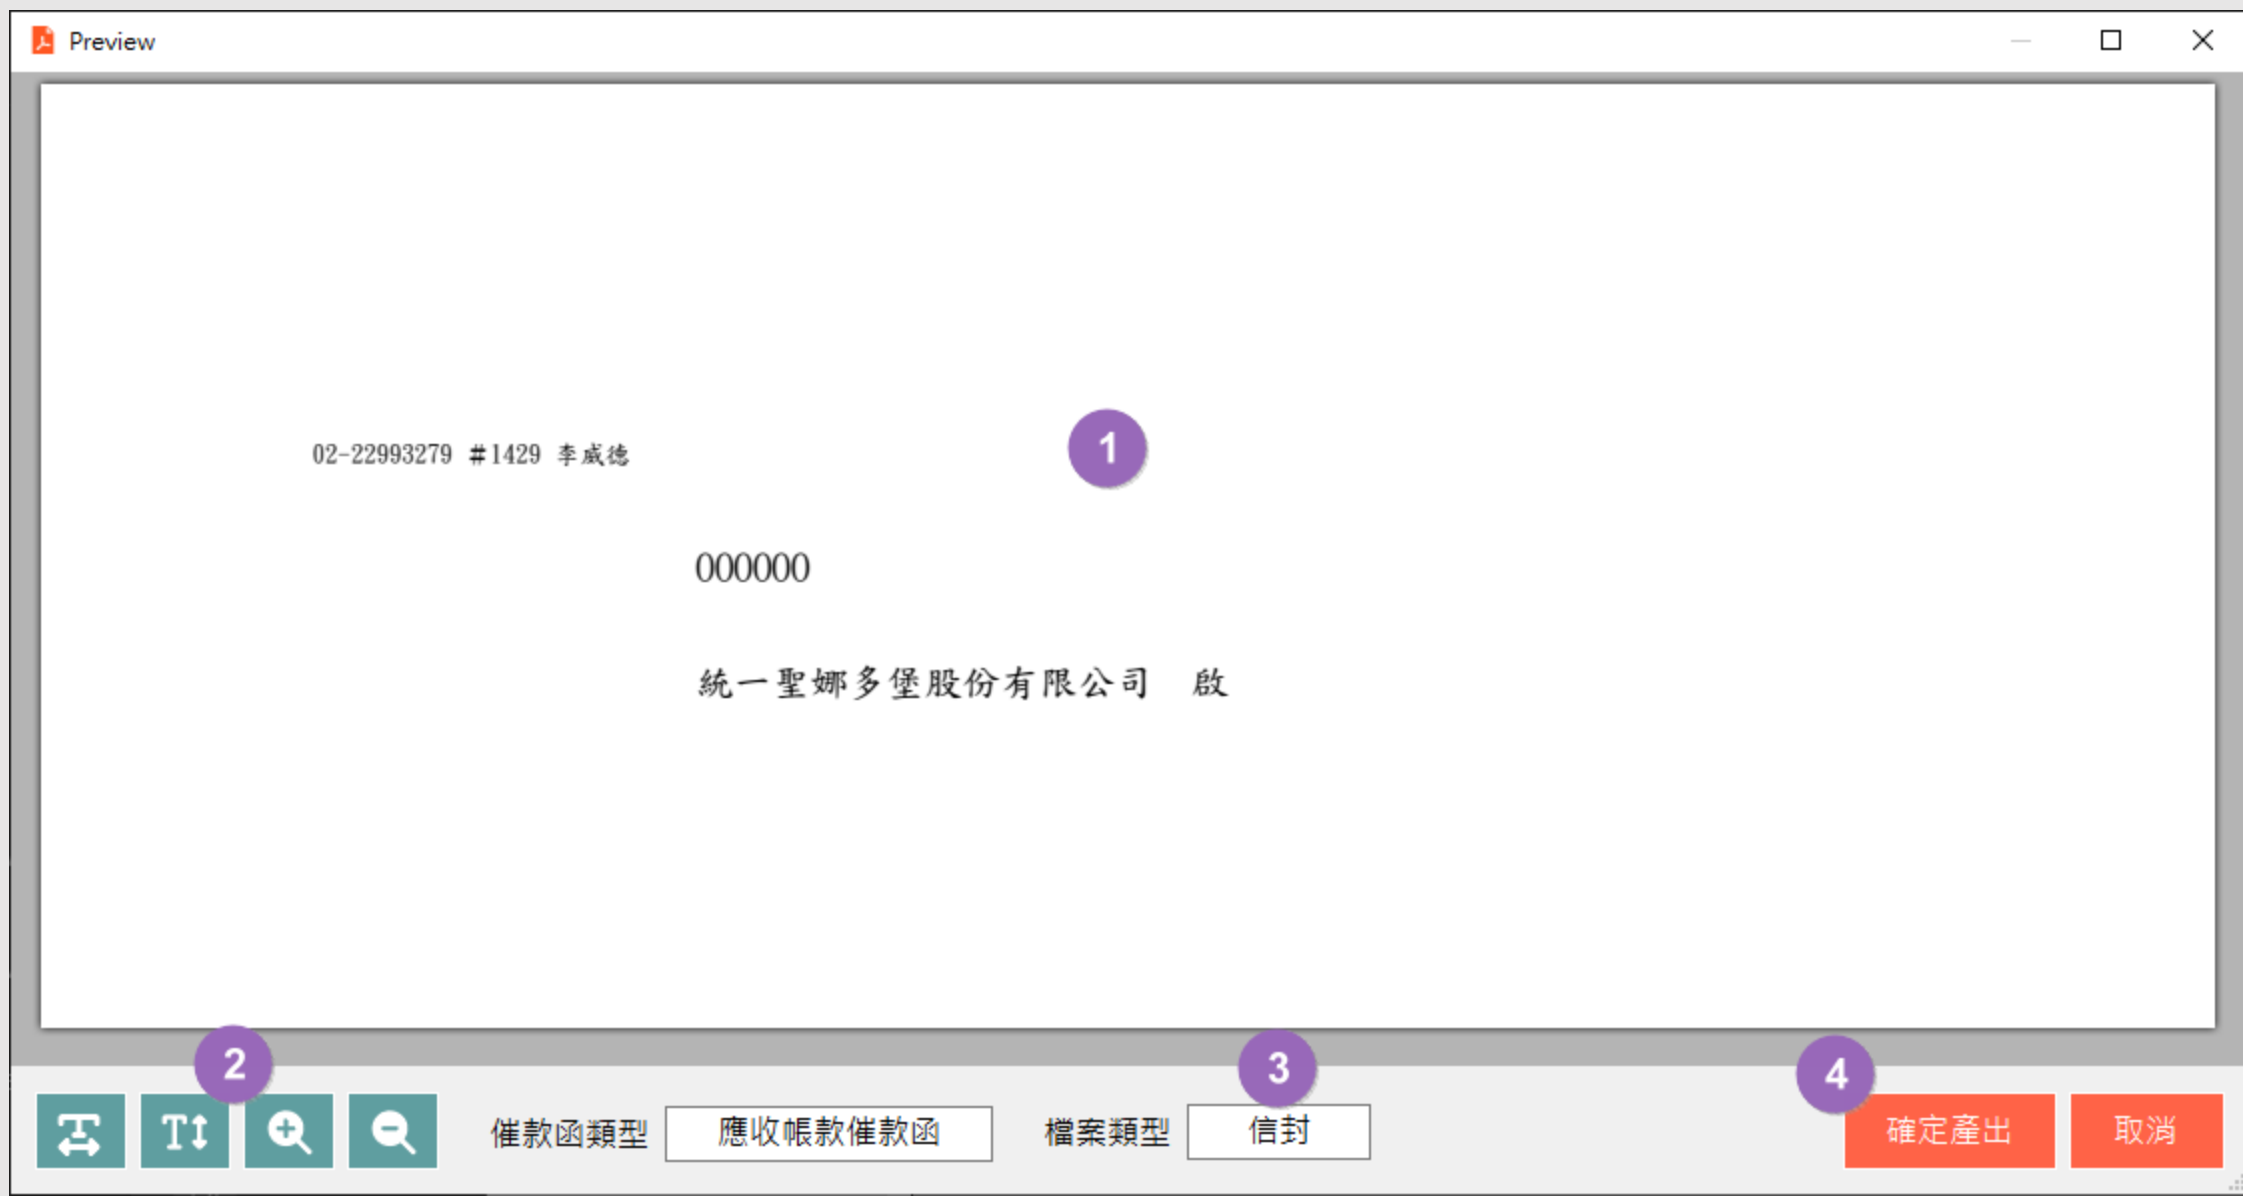 Preview
02-22993279 #1429 李威德
1
000000
統一聖娜多堡股份有限公司 啟
2
3
4
催款函類型 應收帳款催款函 檔案類型 信封 確定產出 取消